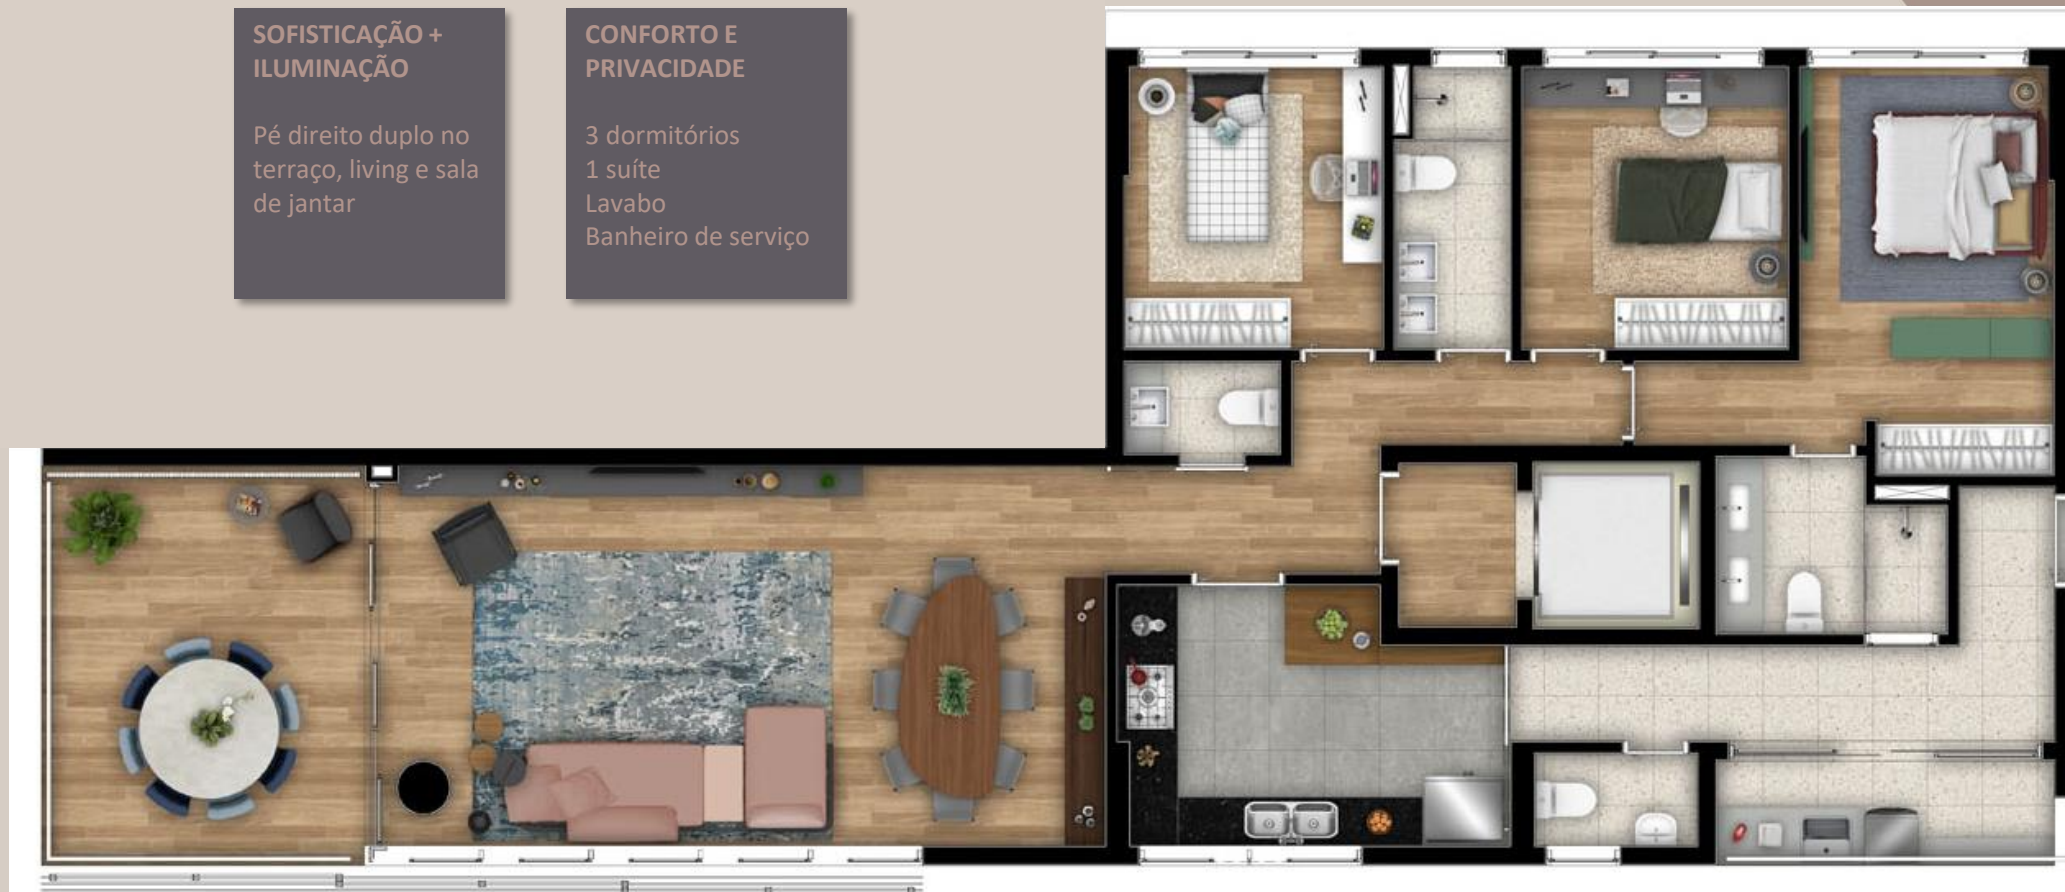 SOFISTICAÇÃO +
ILUMINAÇÃO
Pé direito duplo no
terraço, living e sala
de jantar
CONFORTO E
PRIVACIDADE
3 dormitórios
1 suíte
Lavabo
Banheiro de serviço